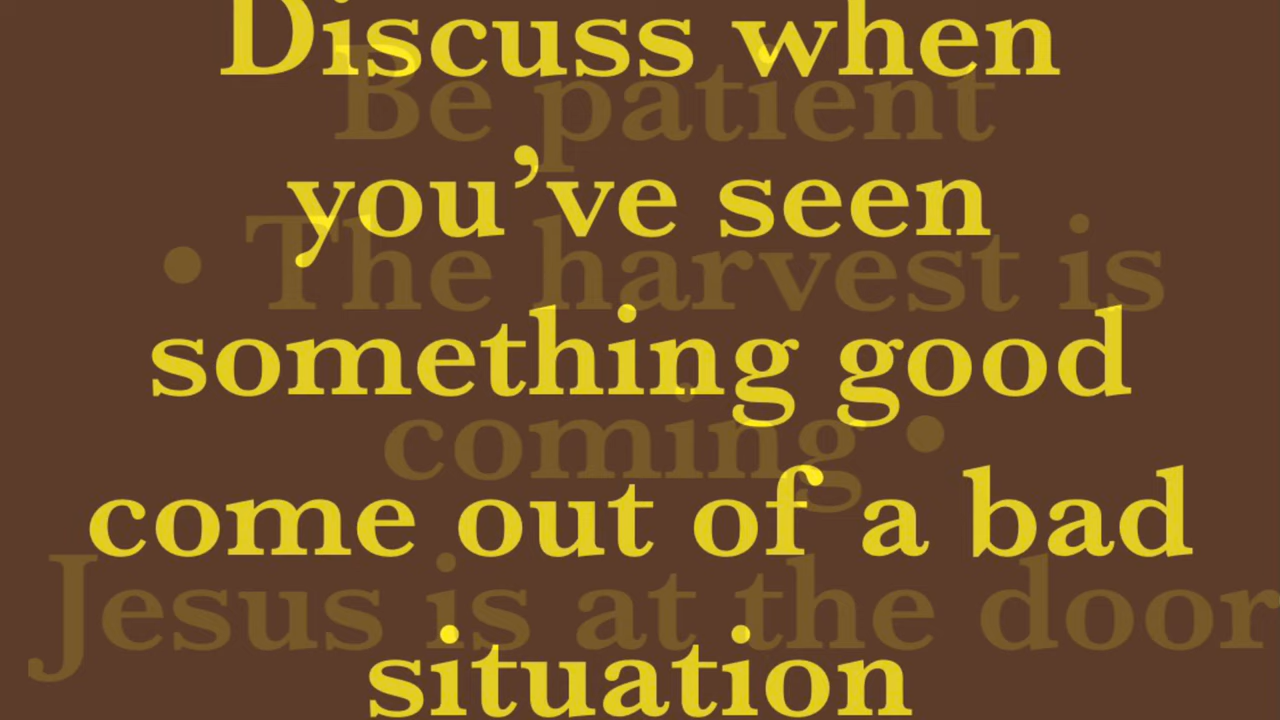 Discuss when
Be patient
you’ve seen
• The harvest is
something good
coming •
come out of a bad
Jesus is at the door
situation